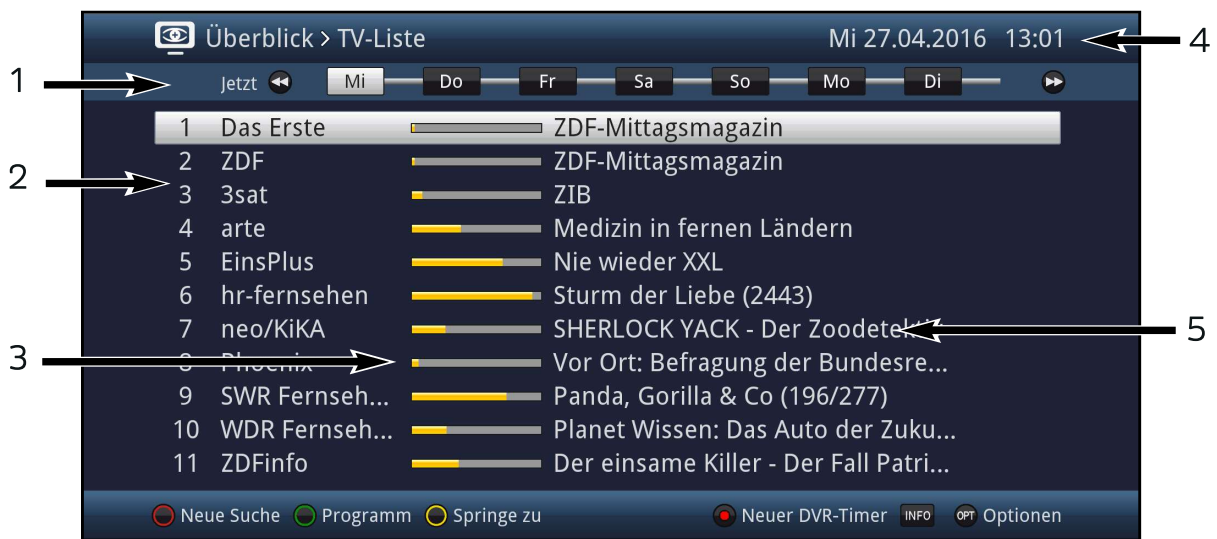 Überblick > TV-Liste Mi 27.04.2016 13:01 4
1 Jetzt Mi Do Fr Sa So Mo Di
1 Das Erste ZDF-Mittagsmagazin
2 ZDF ZDF-Mittagsmagazin
2
3 3sat ZIB
4 arte Medizin in fernen Ländern
5 EinsPlus Nie wieder XXL
6 hr-fernsehen Sturm der Liebe (2443)
7 neo/KiKA SHERLOCK YACK - Der Zoodetekti... 5
3 8 Phoenix Vor Ort: Befragung der Bundesre...
9 SWR Fernseh... Panda, Gorilla & Co (196/277)
10 WDR Fernseh... Planet Wissen: Das Auto der Zuku...
11 ZDFinfo Der einsame Killer - Der Fall Patri...
Neue Suche Programm Springe zu Neuer DVR-Timer INFO OPT Optionen